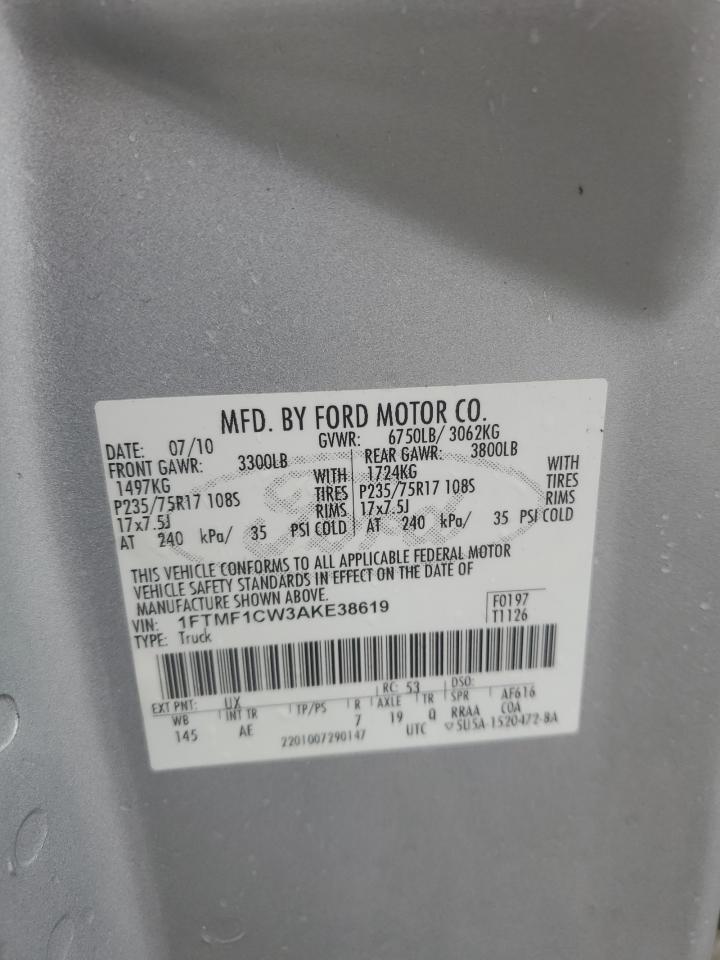 MFD. BY FORD MOTOR CO.
DATE: 07/10 GVWR: 6750LB/ 3062KG
FRONT GAWR: 3300LB REAR GAWR: 3800LB
1497KG WITH 1724KG WITH
P235/75R17 108S TIRES P235/75R17 108S TIRES
17x7.5J RIMS 17x7.5J RIMS
AT 240 kPa/ 35 PSI COLD AT 240 kPa/ 35 PSI COLD
Ford
THIS VEHICLE CONFORMS TO ALL APPLICABLE FEDERAL MOTOR
VEHICLE SAFETY STANDARDS IN EFFECT ON THE DATE OF
MANUFACTURE SHOWN ABOVE.
VIN: 1FTMF1CW3AKE38619 F0197
TYPE: Truck T1126
EXT PNT: UX RC: 53 DSO:
WB INT TR TP/PS R AXLE TR SPR AF616
145 AE 7 19 Q RRAA C0A
2201007290147 UTC SU5A-1520472-BA